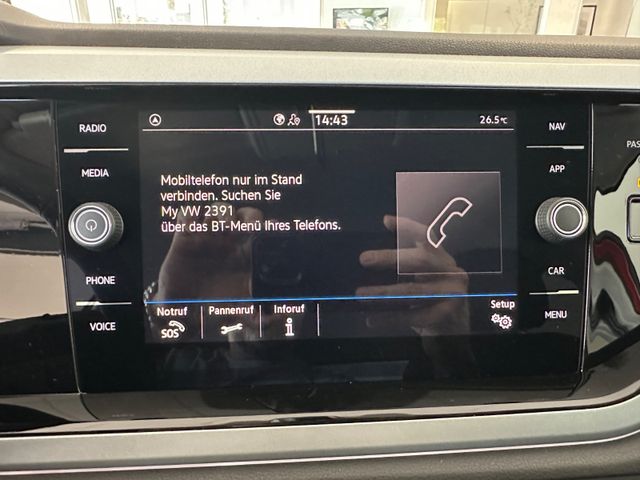 RADIO
MEDIA
PHONE
VOICE
14:43
26.5°C
Mobiltelefon nur im Stand
verbinden. Suchen Sie
My VW 2391
über das BT-Menü Ihres Telefons.
Notruf
SOS
Pannenruf
Inforuf
i
Setup
NAV
APP
CAR
MENU
PAS